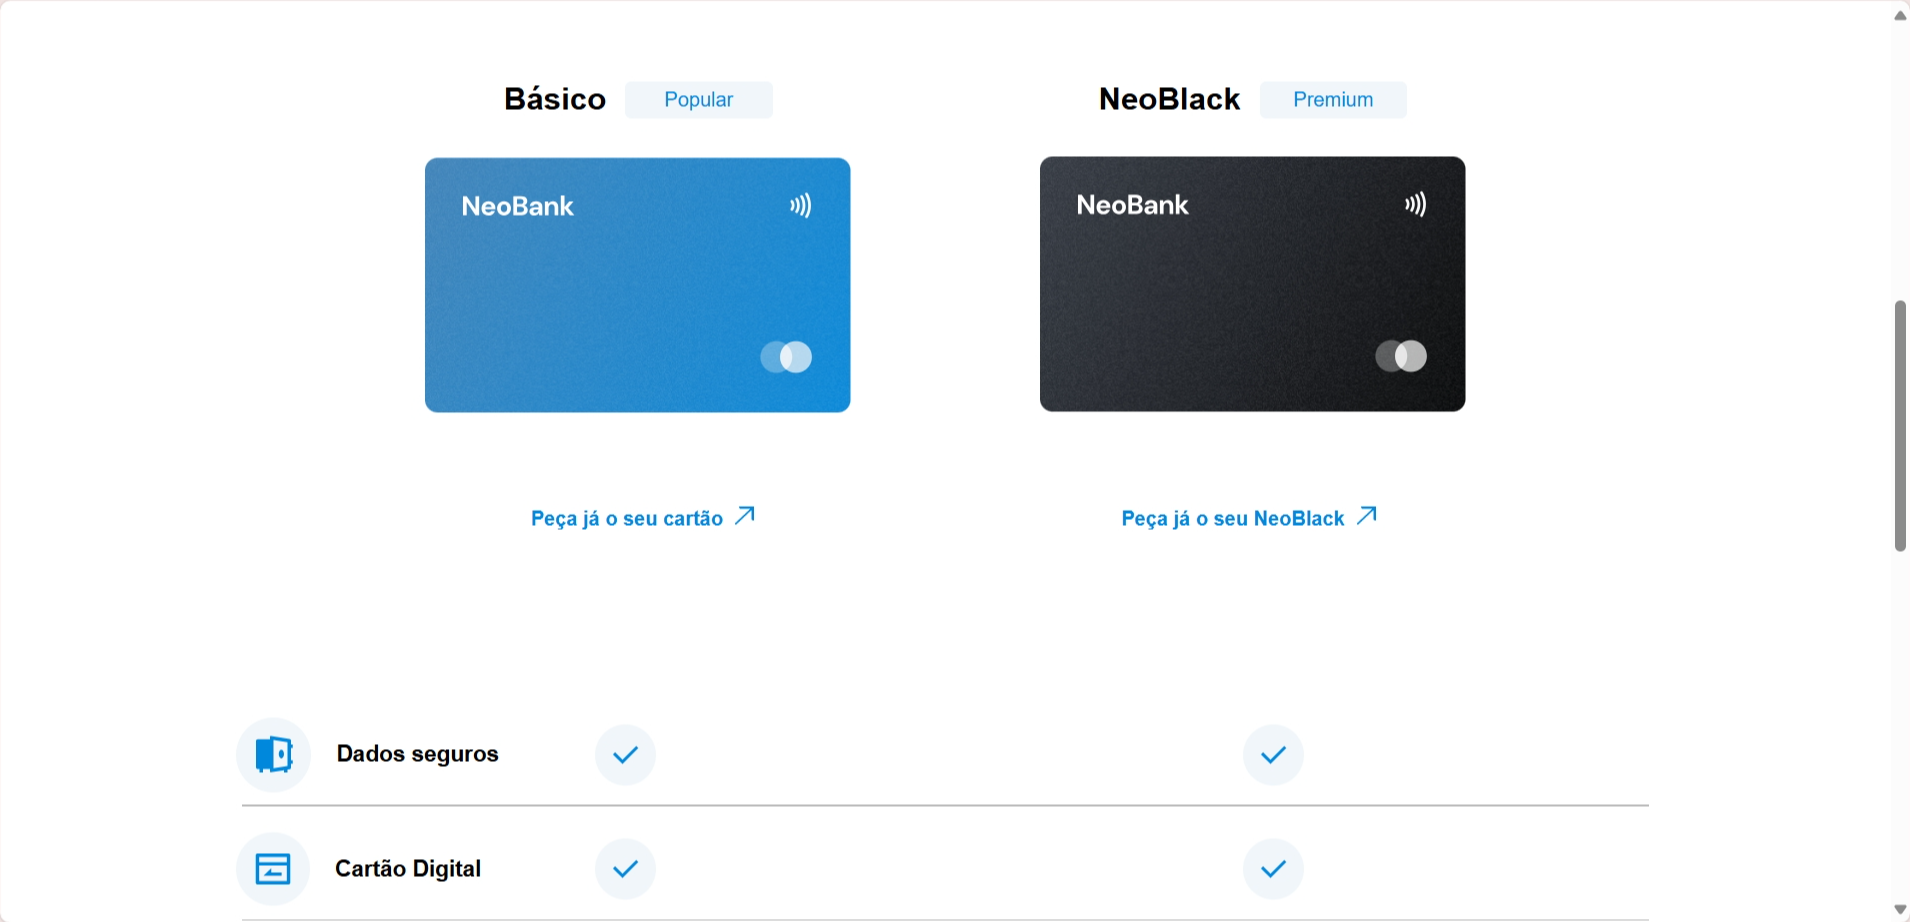 Básico
Popular
NeoBank
Peça já o seu cartão
NeoBlack
Premium
NeoBank
Peça já o seu NeoBlack
Dados seguros
Cartão Digital